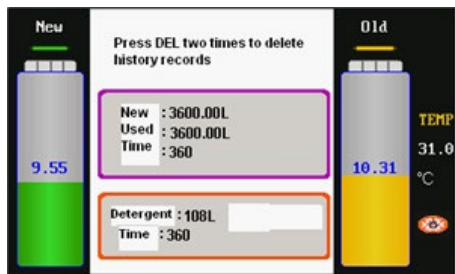 New
Old
Press DEL two times to delete
history records
New : 3600.00L
Used : 3600.00L
Time : 360
TEMP
31.0
°C
9.55
10.31
Detergent : 108L
Time : 360